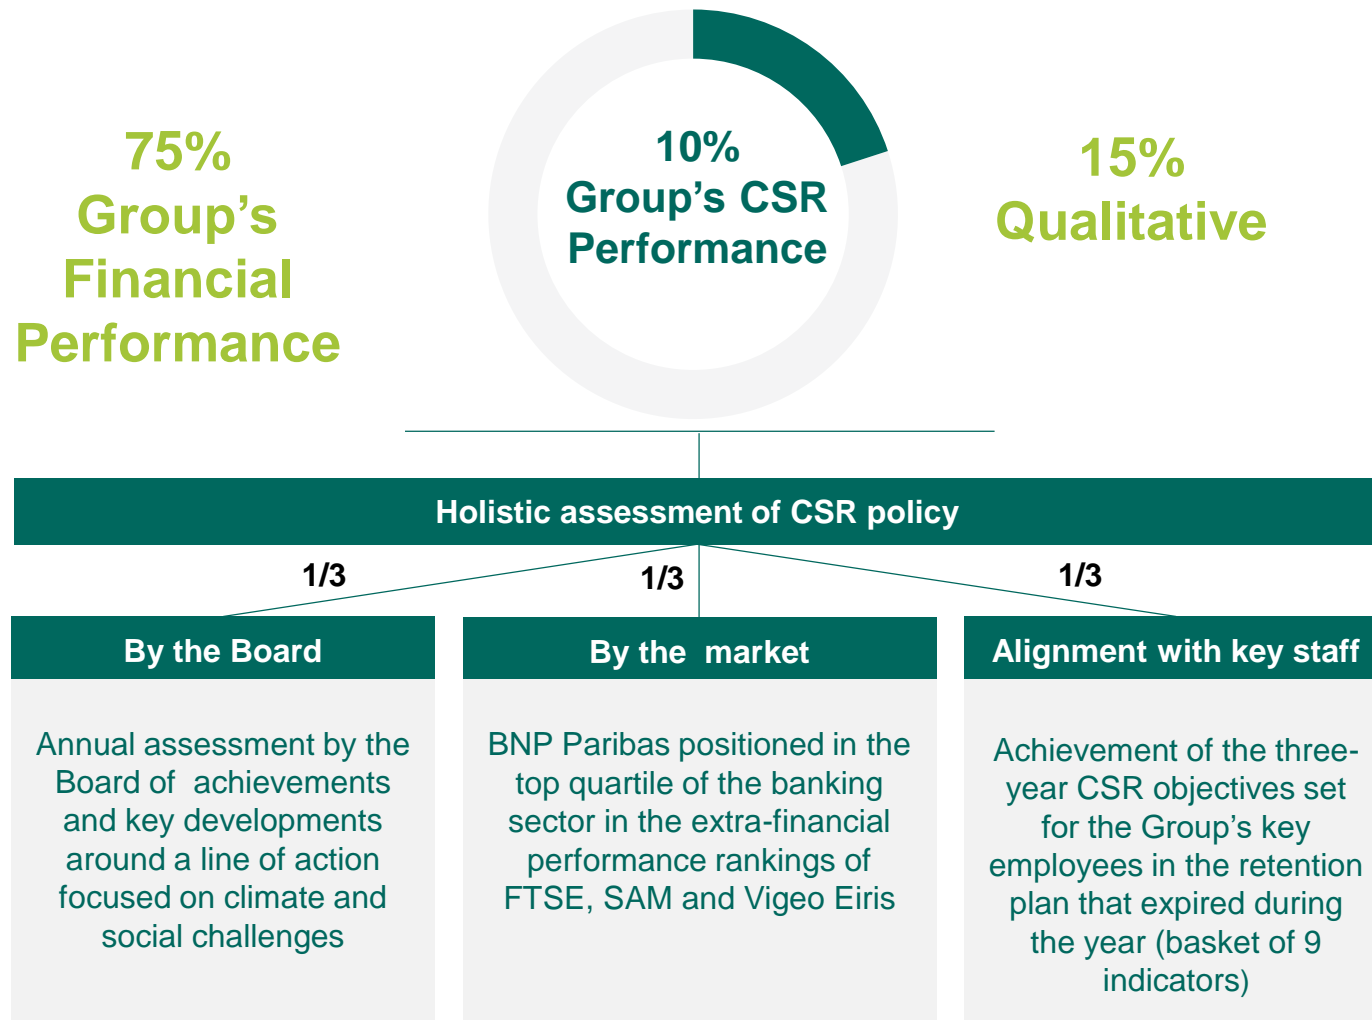 75%
Group’s
Financial
Performance
10%
Group’s CSR
Performance
15%
Qualitative
Holistic assessment of CSR policy
1/3
1/3
1/3
By the Board
Annual assessment by the
Board of achievements
and key developments
around a line of action
focused on climate and
social challenges
By the market
BNP Paribas positioned in the
top quartile of the banking
sector in the extra-financial
performance rankings of
FTSE, SAM and Vigeo Eiris
Alignment with key staff
Achievement of the three-
year CSR objectives set
for the Group’s key
employees in the retention
plan that expired during
the year (basket of 9
indicators)